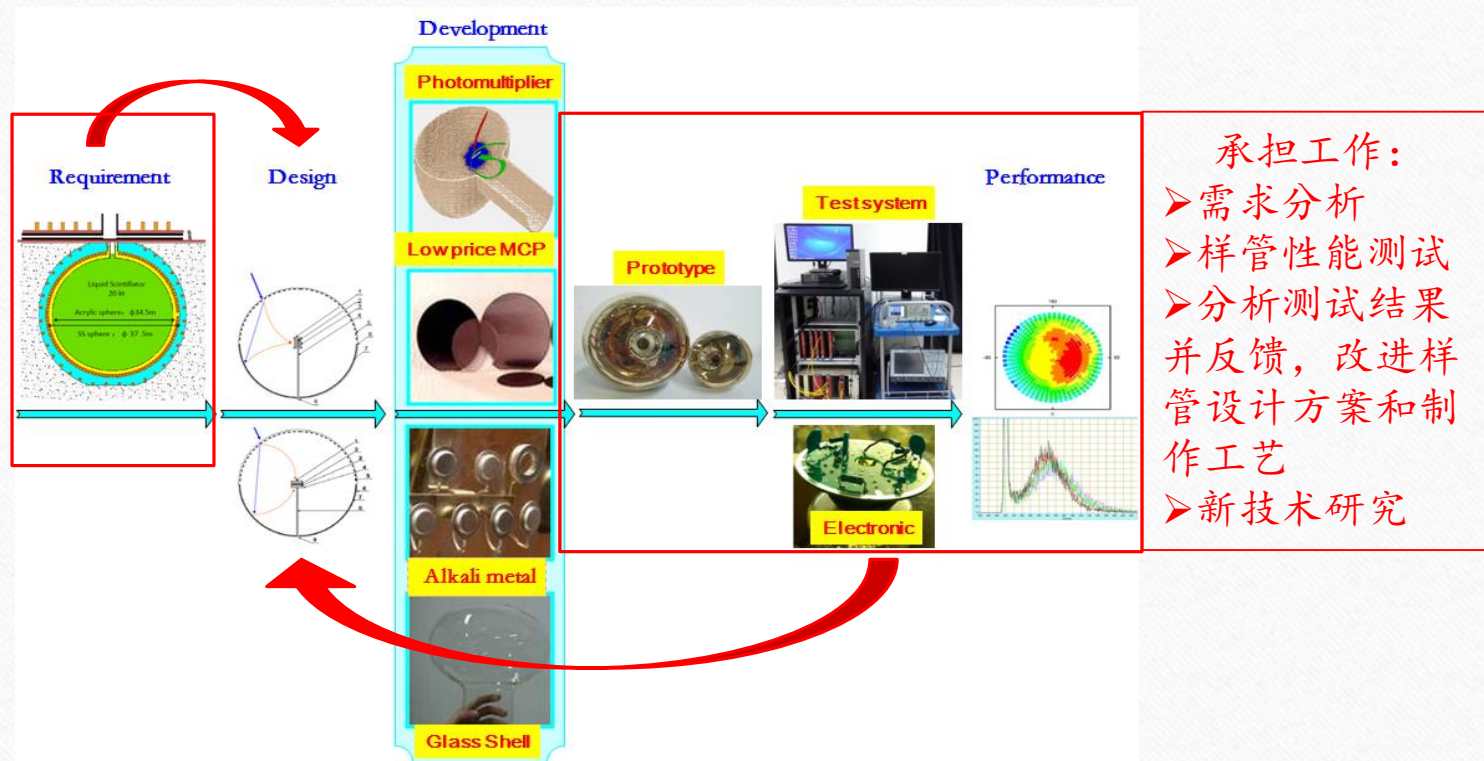 Development
Photomultiplier
Requirement
Design
Liquid Scintillator
20 kt
Acrylic sphere: ϕ34.5m
SS sphere : ϕ 37 .5m
Low price MCP
Prototype
Test system
Performance
Alkali metal
Electronic
Glass Shell
承担工作：
➢需求分析
➢样管性能测试
➢分析测试结果
并反馈，改进样
管设计方案和制
作工艺
➢新技术研究